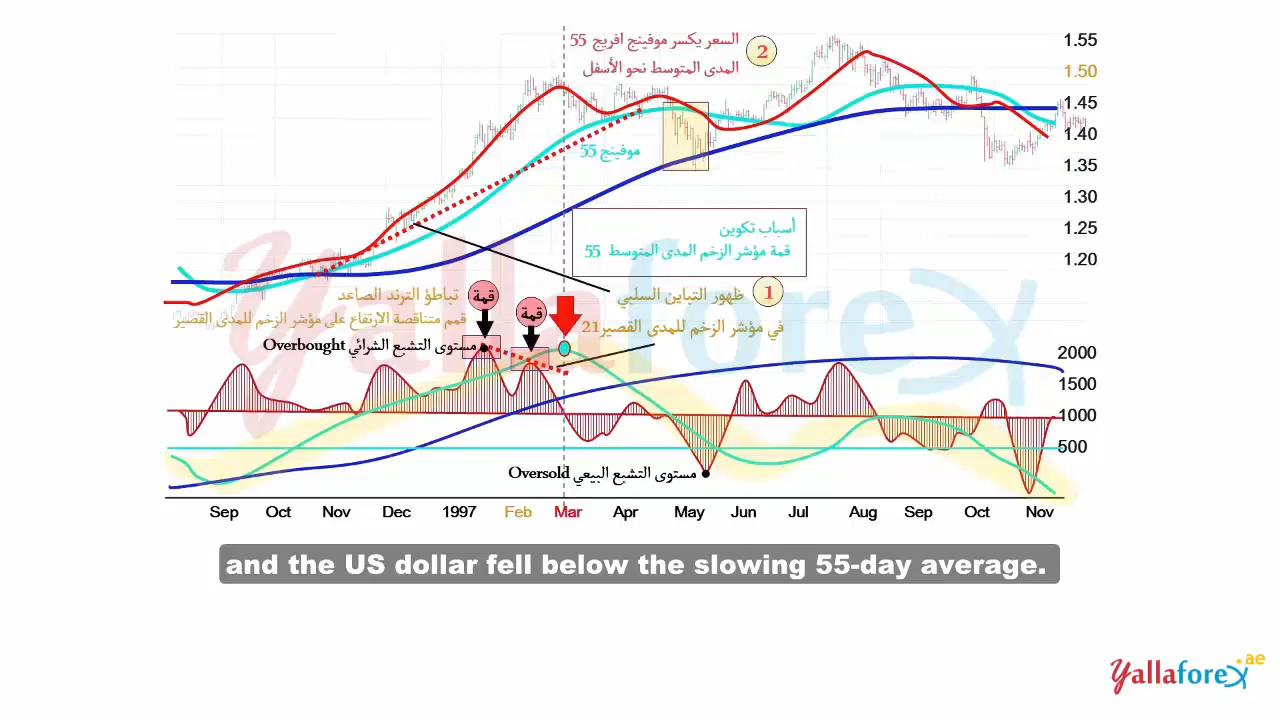 السعر يكسر موفينج افريج 55
المدى المتوسط نحو الأسفل
2
1.55
1.50
1.45
1.40
1.35
1.30
1.25
1.20
موفينج 55
أسباب تكوين
قمة مؤشر الزخم المدى المتوسط 55
Yallaforex
1
ظهور التباين السلبي
في مؤشر الزخم للمدى القصير21
قمة
قمة
تباطؤ الترند الصاعد
قمم متناقصة الارتفاع على مؤشر الزخم للمدى القصير
مستوى التشبع الشرائي Overbought
2000
1500
1000
500
مستوى التشبع البيعي Oversold
Sep Oct Nov Dec 1997 Feb Mar Apr May Jun Jul Aug Sep Oct Nov
and the US dollar fell below the slowing 55-day average.
Yallaforex.ae